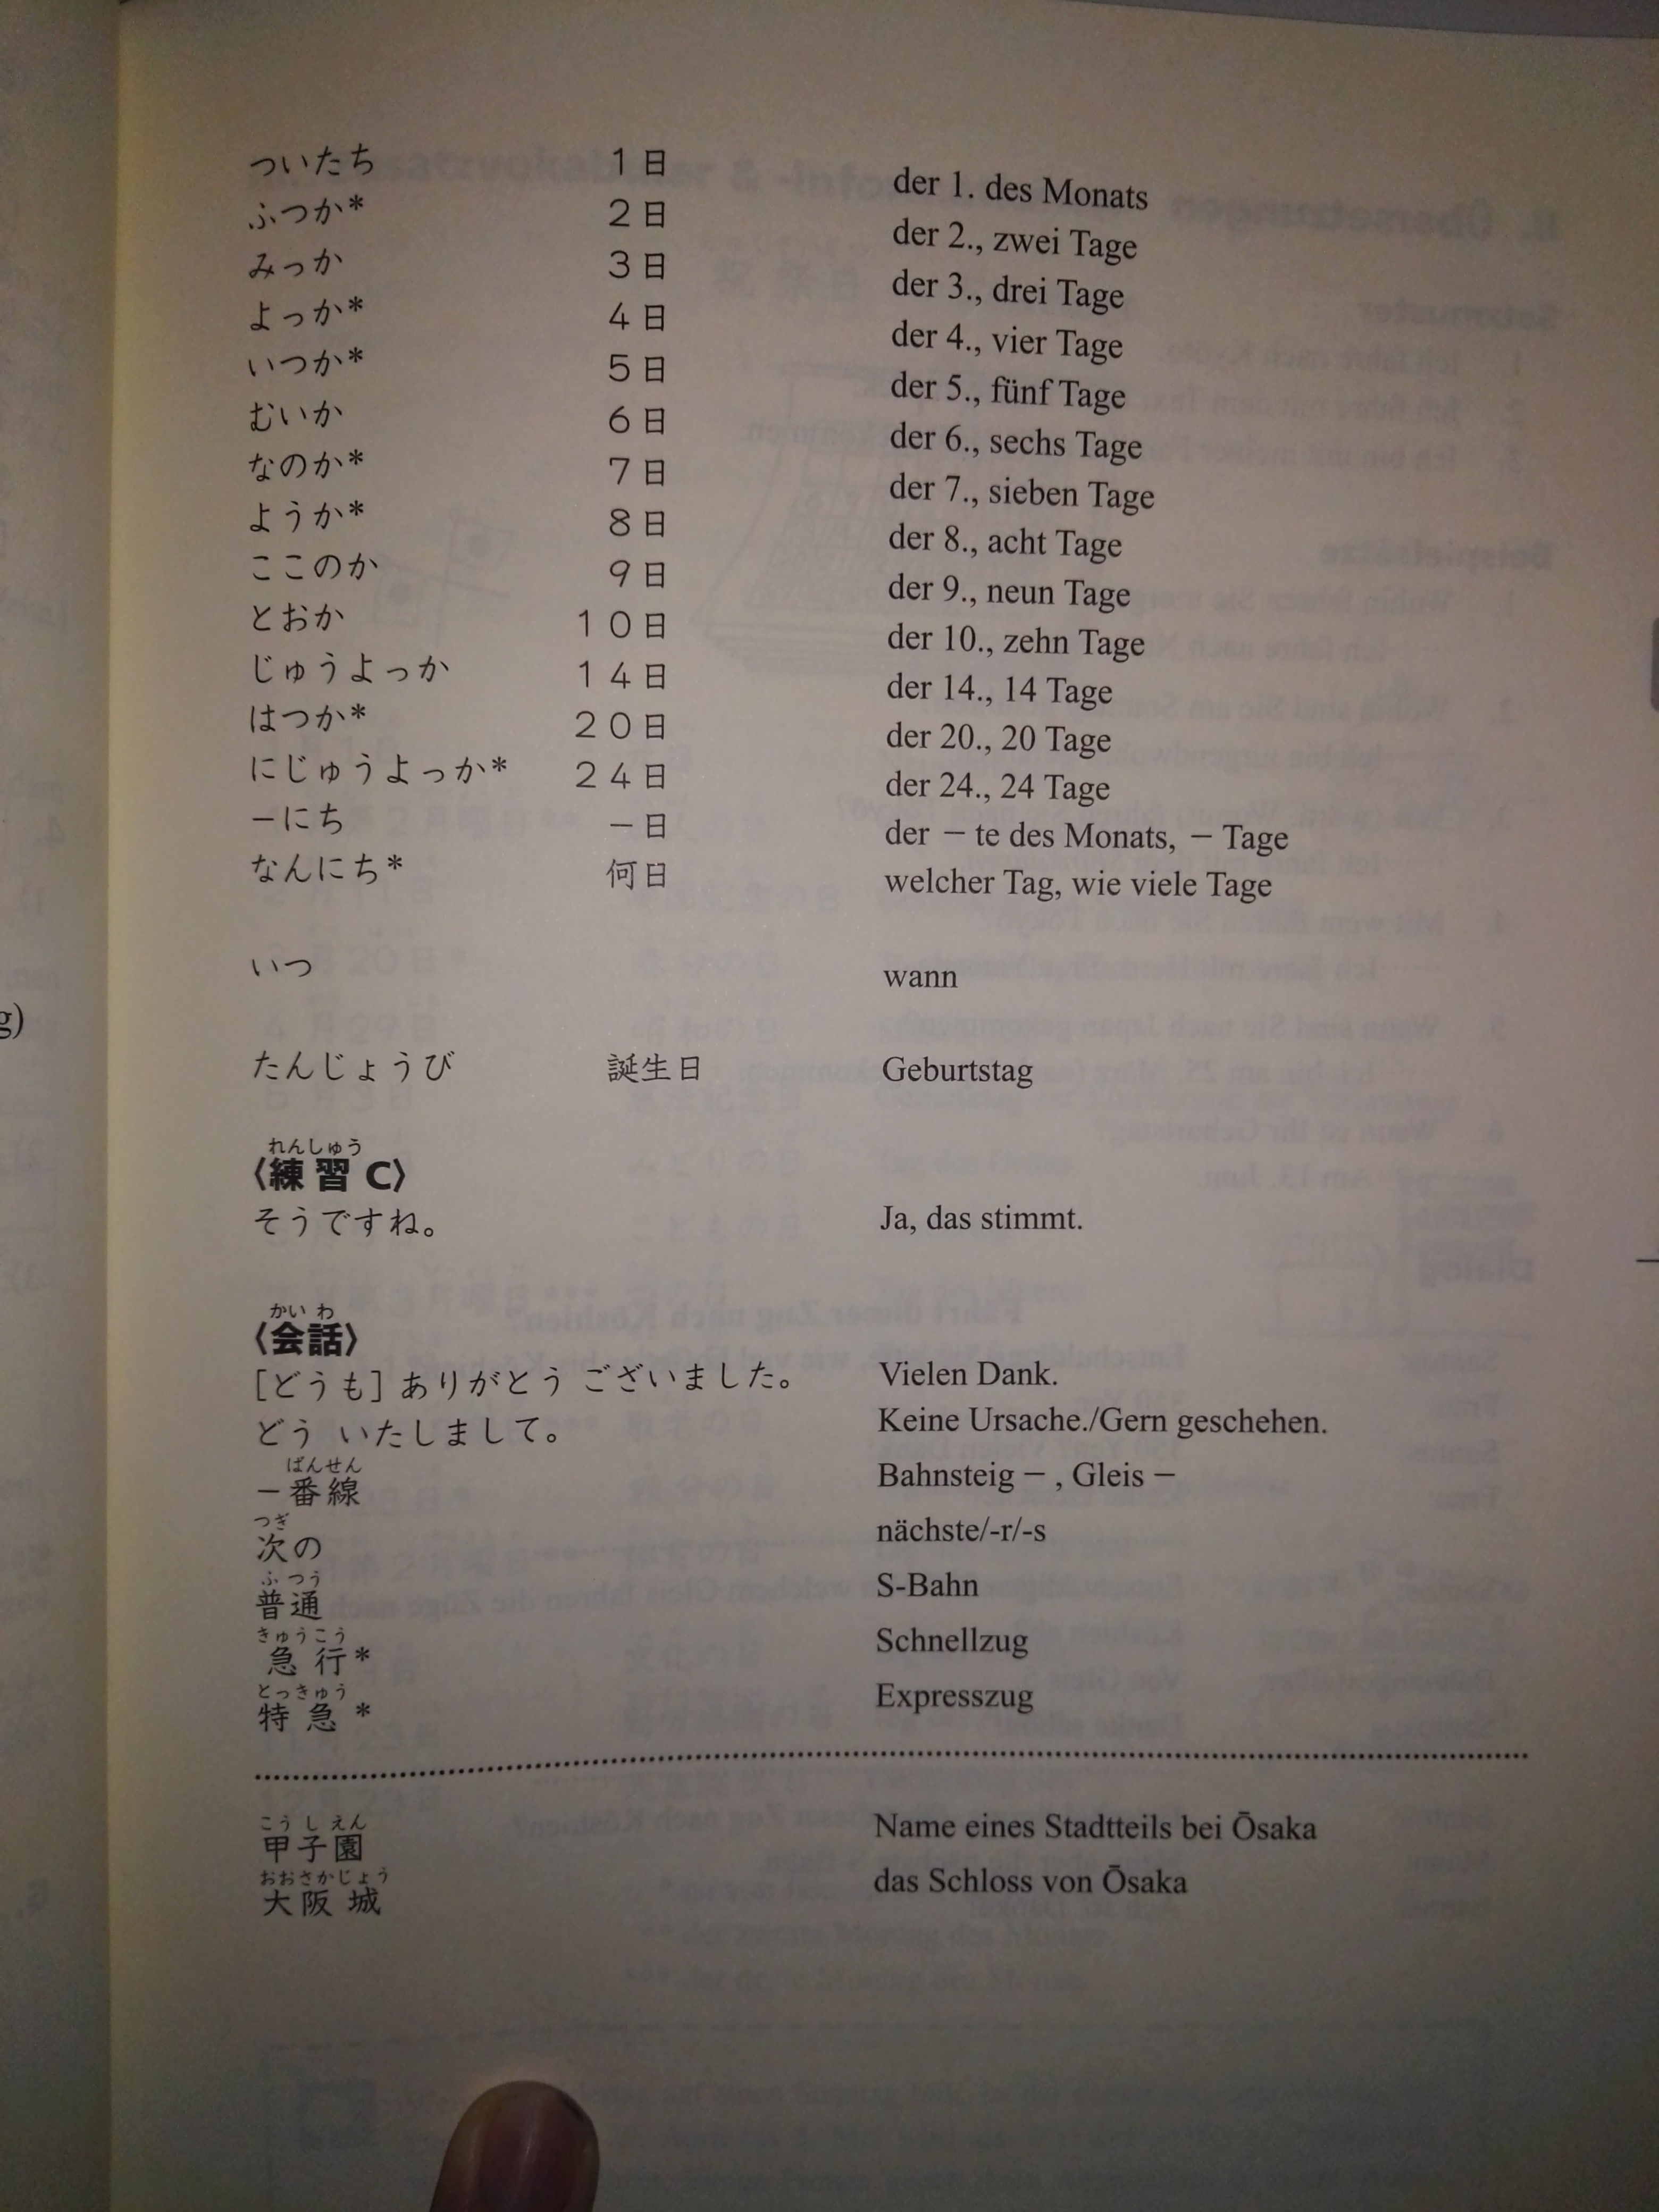 ついたち 1日 der 1. des Monats
ふつか* 2日 der 2., zwei Tage
みっか 3日 der 3., drei Tage
よっか* 4日 der 4., vier Tage
いつか* 5日 der 5., fünf Tage
むいか 6日 der 6., sechs Tage
なのか* 7日 der 7., sieben Tage
ようか* 8日 der 8., acht Tage
ここのか 9日 der 9., neun Tage
とおか 10日 der 10., zehn Tage
じゅうよっか 14日 der 14., 14 Tage
はつか* 20日 der 20., 20 Tage
にじゅうよっか* 24日 der 24., 24 Tage
−にち −日 der − te des Monats, − Tage
なんにち* 何日 welcher Tag, wie viele Tage
いつ wann
g)
たんじょうび 誕生日 Geburtstag
れんしゅう
〈練習 C〉
そうですね。 Ja, das stimmt.
かい わ
〈会話〉
[どうも] ありがとう ございました。 Vielen Dank.
どう いたしまして。 Keine Ursache./Gern geschehen.
ばんせん
−番線 Bahnsteig − , Gleis −
つぎ
次の nächste/-r/-s
ふ つう
普通 S-Bahn
きゅうこう
急 行* Schnellzug
とっきゅう
特 急 * Expresszug
こう し えん
甲子園 Name eines Stadtteils bei Ōsaka
おおさかじょう
大阪 城 das Schloss von Ōsaka